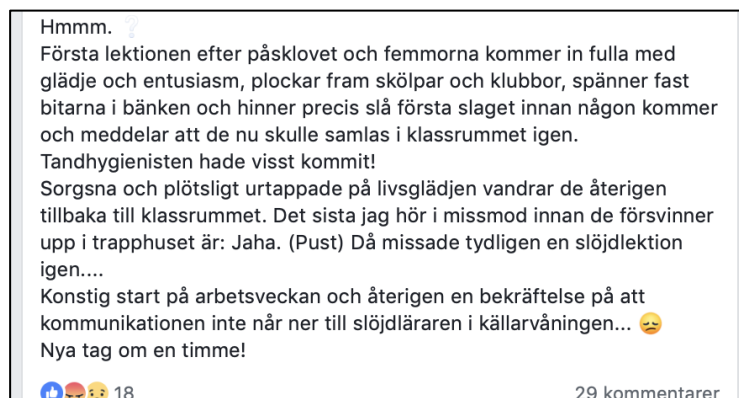 Hmmm. ❔
Första lektionen efter påsklovet och femmorna kommer in fulla med
glädje och entusiasm, plockar fram skölpar och klubbor, spänner fast
bitarna i bänken och hinner precis slå första slaget innan någon kommer
och meddelar att de nu skulle samlas i klassrummet igen.
Tandhygienisten hade visst kommit!
Sorgsna och plötsligt urtappade på livsglädjen vandrar de återigen
tillbaka till klassrummet. Det sista jag hör i missmod innan de försvinner
upp i trapphuset är: Jaha. (Pust) Då missade tydligen en slöjdlektion
igen....
Konstig start på arbetsveckan och återigen en bekräftelse på att
kommunikationen inte når ner till slöjdläraren i källarvåningen... 😞
Nya tag om en timme!
18 29 kommentarer